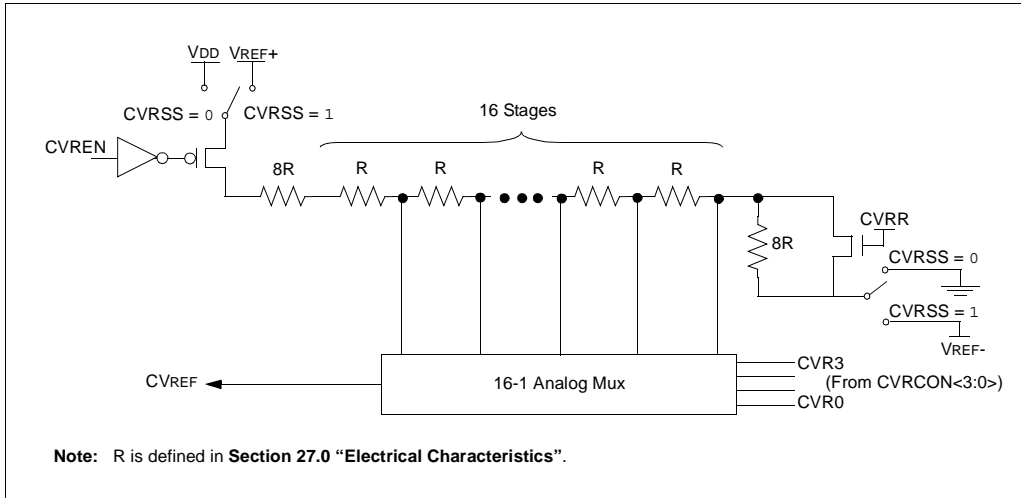 VDD VREF+
CVRSS = 0 CVRSS = 1
16 Stages
CVREN
8R R R R R
CVRR
8R
CVRSS = 0
CVRSS = 1
VREF-
CVREF
16-1 Analog Mux
CVR3
(From CVRCON<3:0>)
CVR0
Note: R is defined in Section 27.0 “Electrical Characteristics”.